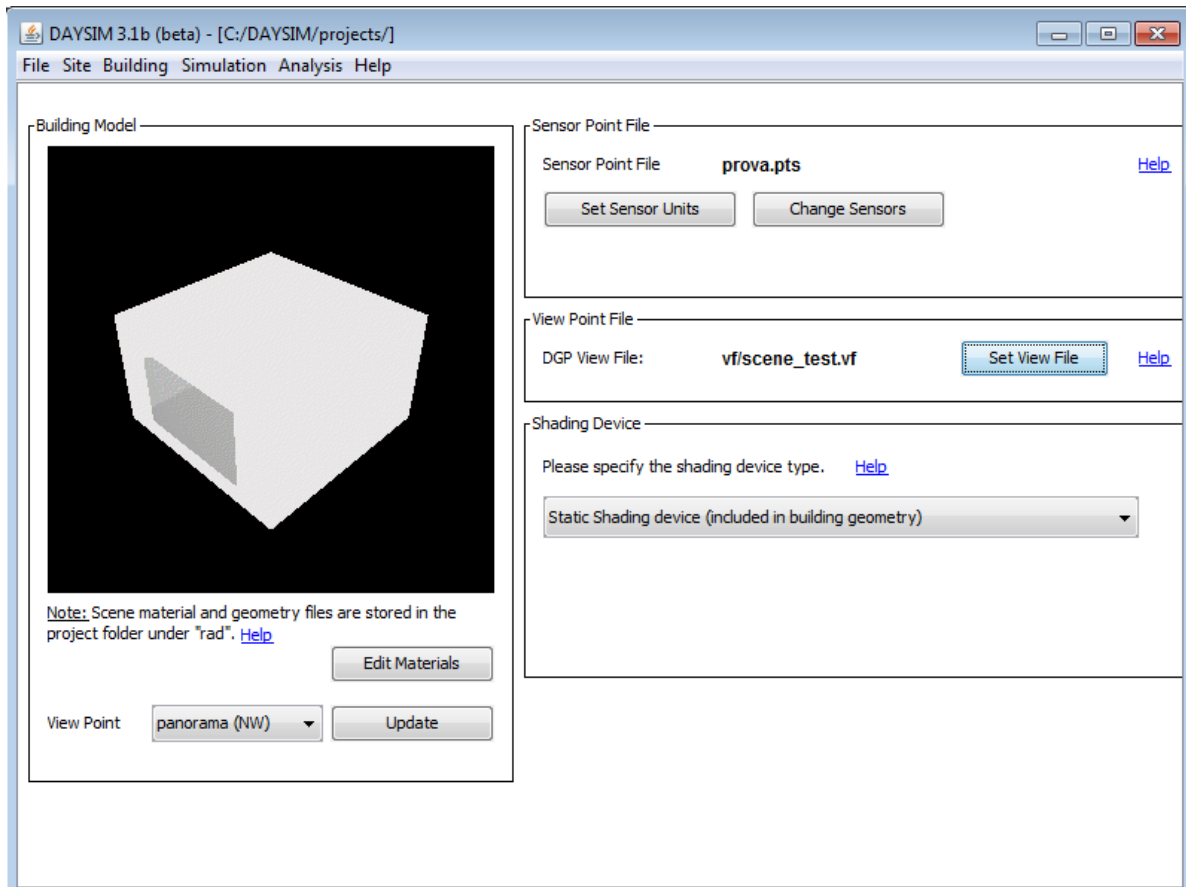 DAYSIM 3.1b (beta) - [C:/DAYSIM/projects/]
File Site Building Simulation Analysis Help
Building Model
Note: Scene material and geometry files are stored in the
project folder under "rad". Help
Edit Materials
View Point panorama (NW) Update
Sensor Point File
Sensor Point File prova.pts Help
Set Sensor Units Change Sensors
View Point File
DGP View File: vf/scene_test.vf Set View File Help
Shading Device
Please specify the shading device type. Help
Static Shading device (included in building geometry)